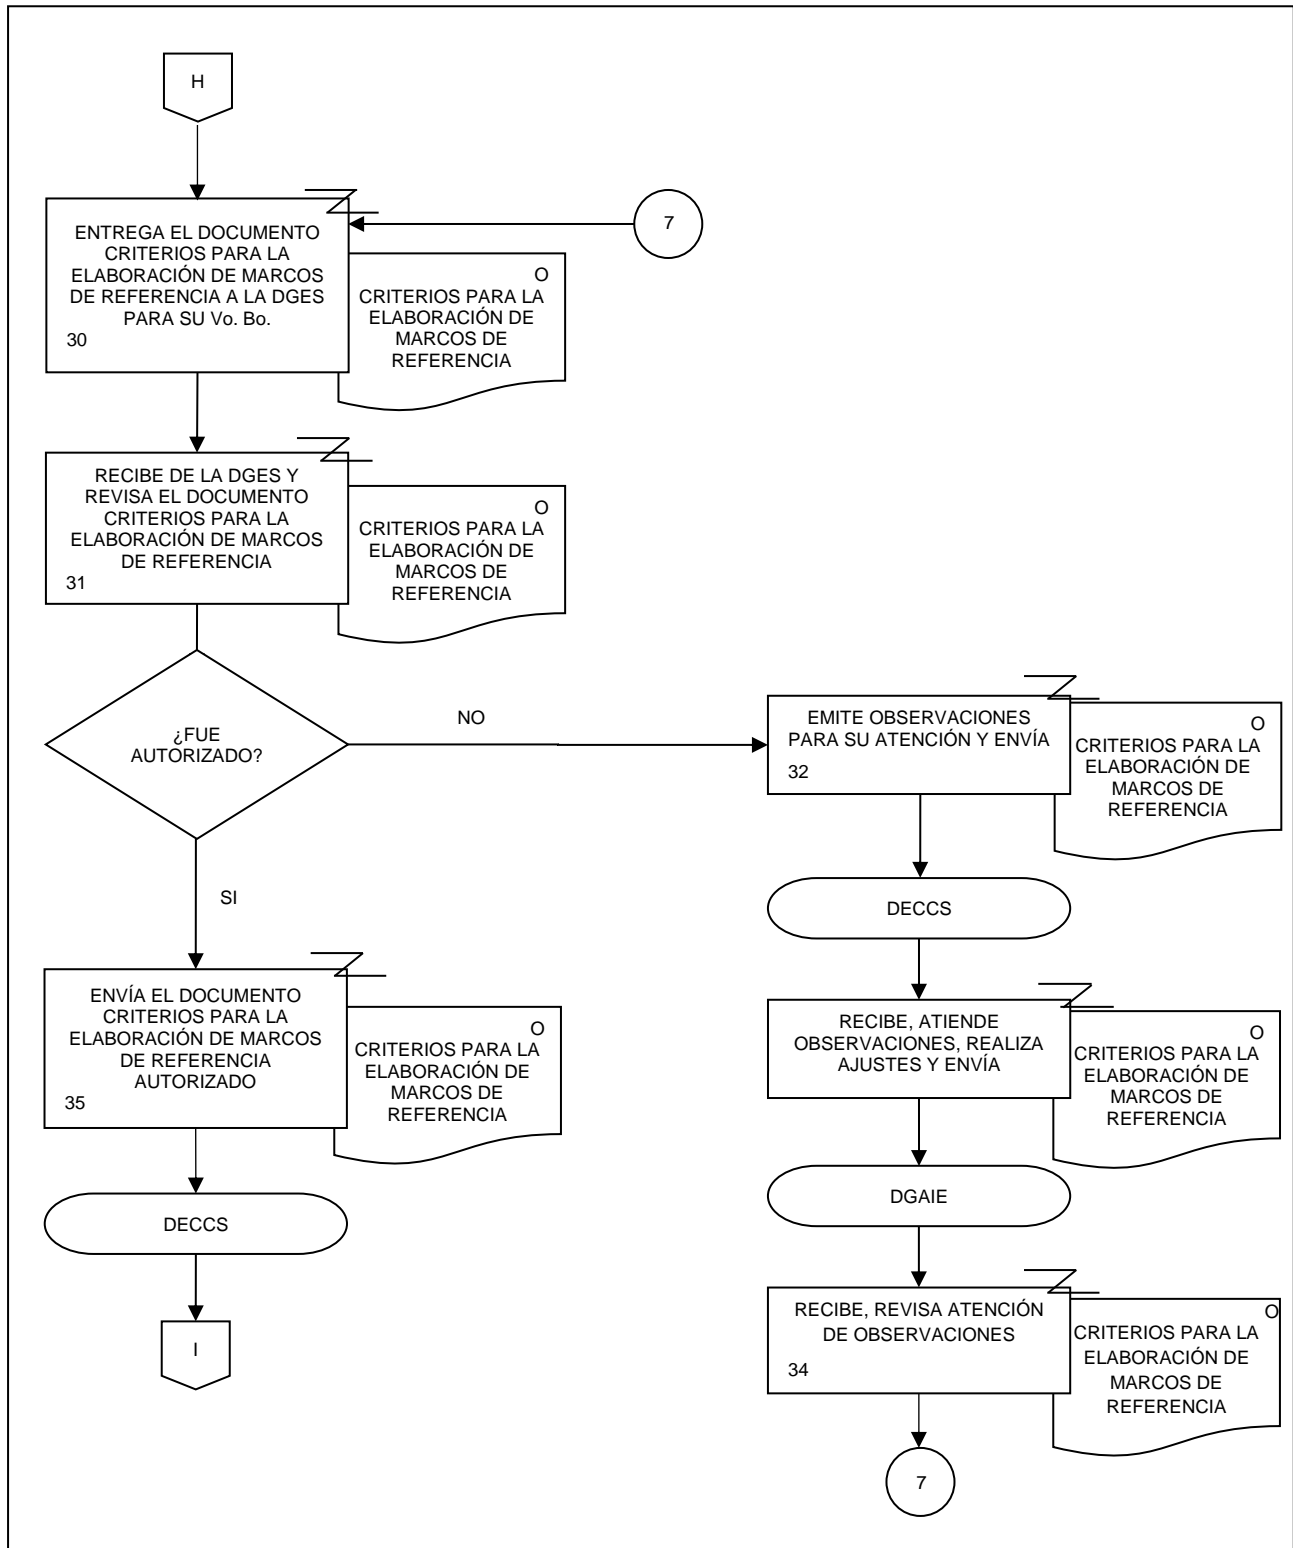 H
7
ENTREGA EL DOCUMENTO
CRITERIOS PARA LA
ELABORACIÓN DE MARCOS
DE REFERENCIA A LA DGES
PARA SU Vo. Bo.
30
O
CRITERIOS PARA LA
ELABORACIÓN DE
MARCOS DE
REFERENCIA
RECIBE DE LA DGES Y
REVISA EL DOCUMENTO
CRITERIOS PARA LA
ELABORACIÓN DE MARCOS
DE REFERENCIA
31
O
CRITERIOS PARA LA
ELABORACIÓN DE
MARCOS DE
REFERENCIA
¿FUE
AUTORIZADO?
NO
SI
EMITE OBSERVACIONES
PARA SU ATENCIÓN Y ENVÍA
32
O
CRITERIOS PARA LA
ELABORACIÓN DE
MARCOS DE
REFERENCIA
DECCS
RECIBE, ATIENDE
OBSERVACIONES, REALIZA
AJUSTES Y ENVÍA
O
CRITERIOS PARA LA
ELABORACIÓN DE
MARCOS DE
REFERENCIA
DGAIE
RECIBE, REVISA ATENCIÓN
DE OBSERVACIONES
34
O
CRITERIOS PARA LA
ELABORACIÓN DE
MARCOS DE
REFERENCIA
7
ENVÍA EL DOCUMENTO
CRITERIOS PARA LA
ELABORACIÓN DE MARCOS
DE REFERENCIA
AUTORIZADO
35
O
CRITERIOS PARA LA
ELABORACIÓN DE
MARCOS DE
REFERENCIA
DECCS
I